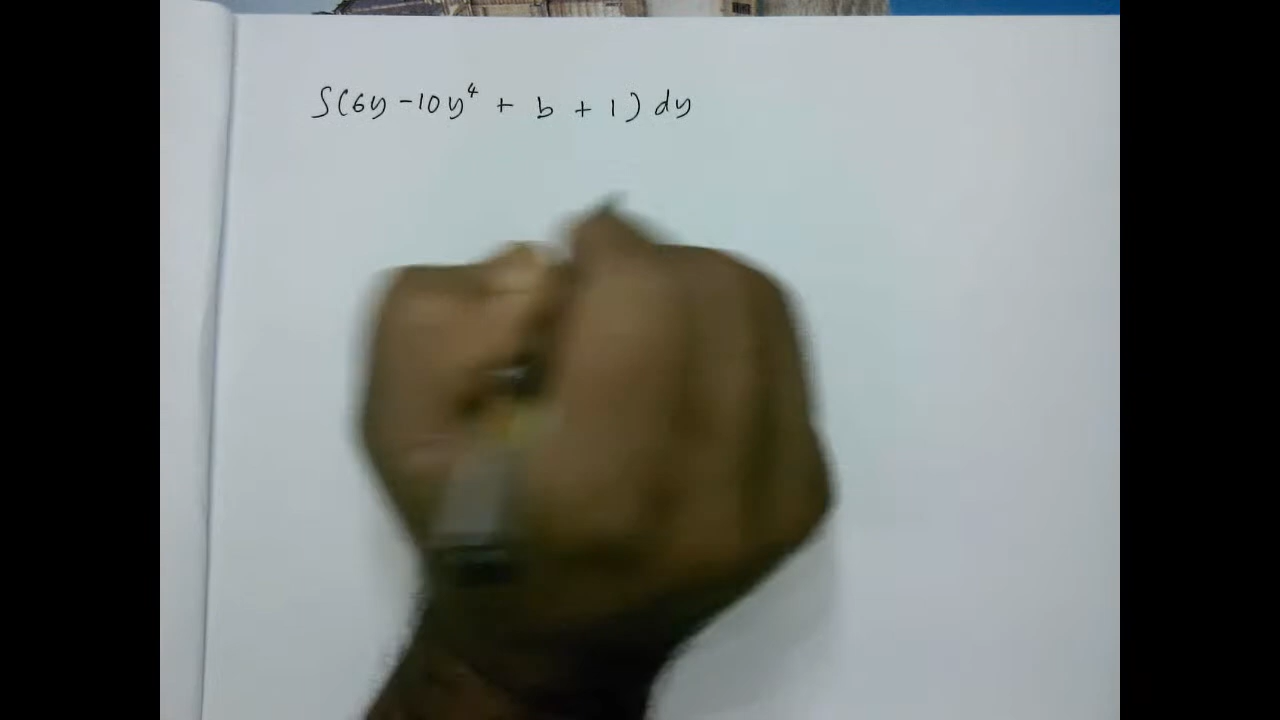 ∫(6y -10y⁴ + b + 1) dy